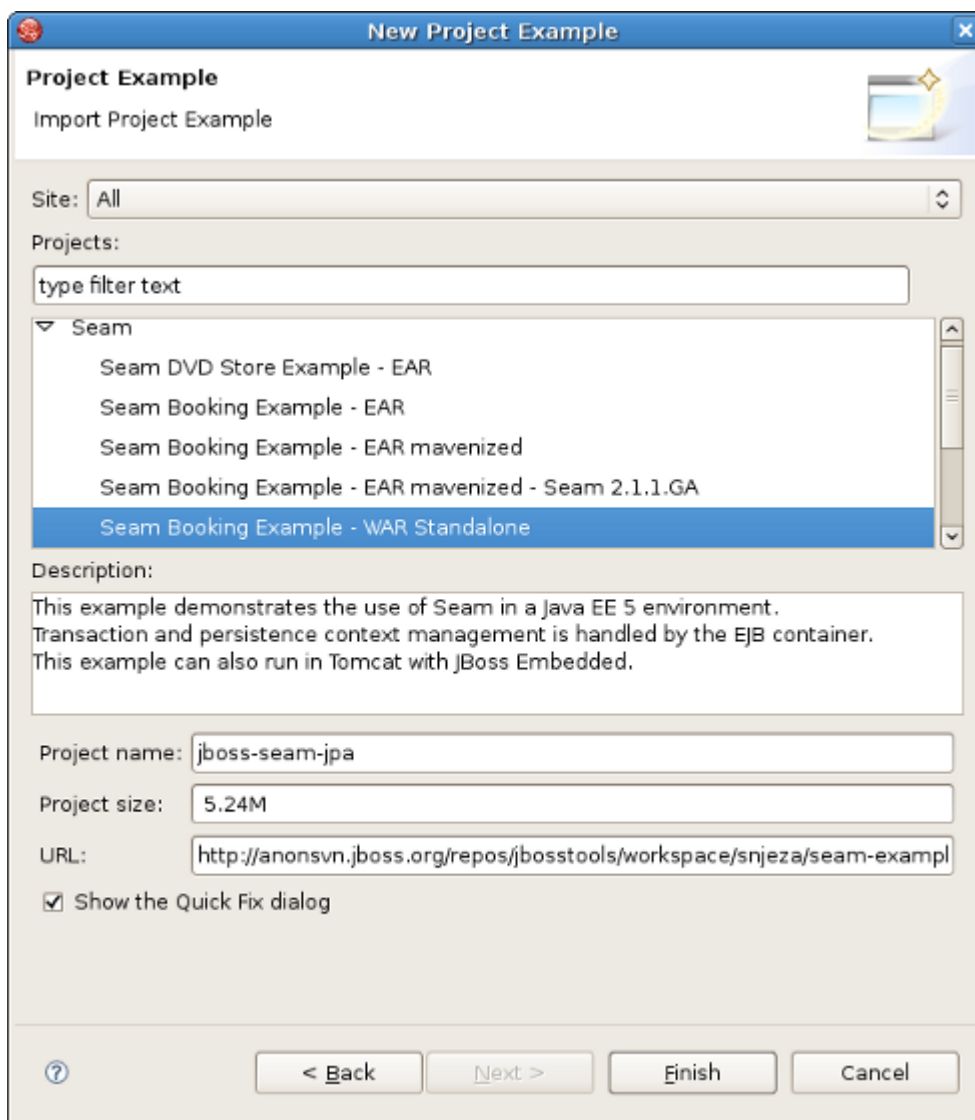 New Project Example
Project Example
Import Project Example
Site: All
Projects:
type filter text
Seam
Seam DVD Store Example - EAR
Seam Booking Example - EAR
Seam Booking Example - EAR mavenized
Seam Booking Example - EAR mavenized - Seam 2.1.1.GA
Seam Booking Example - WAR Standalone
Description:
This example demonstrates the use of Seam in a Java EE 5 environment.
Transaction and persistence context management is handled by the EJB container.
This example can also run in Tomcat with JBoss Embedded.
Project name: jboss-seam-jpa
Project size: 5.24M
URL: http://anonsvn.jboss.org/repos/jbosstools/workspace/snjeza/seam-exampl
Show the Quick Fix dialog
< Back Next > Finish Cancel